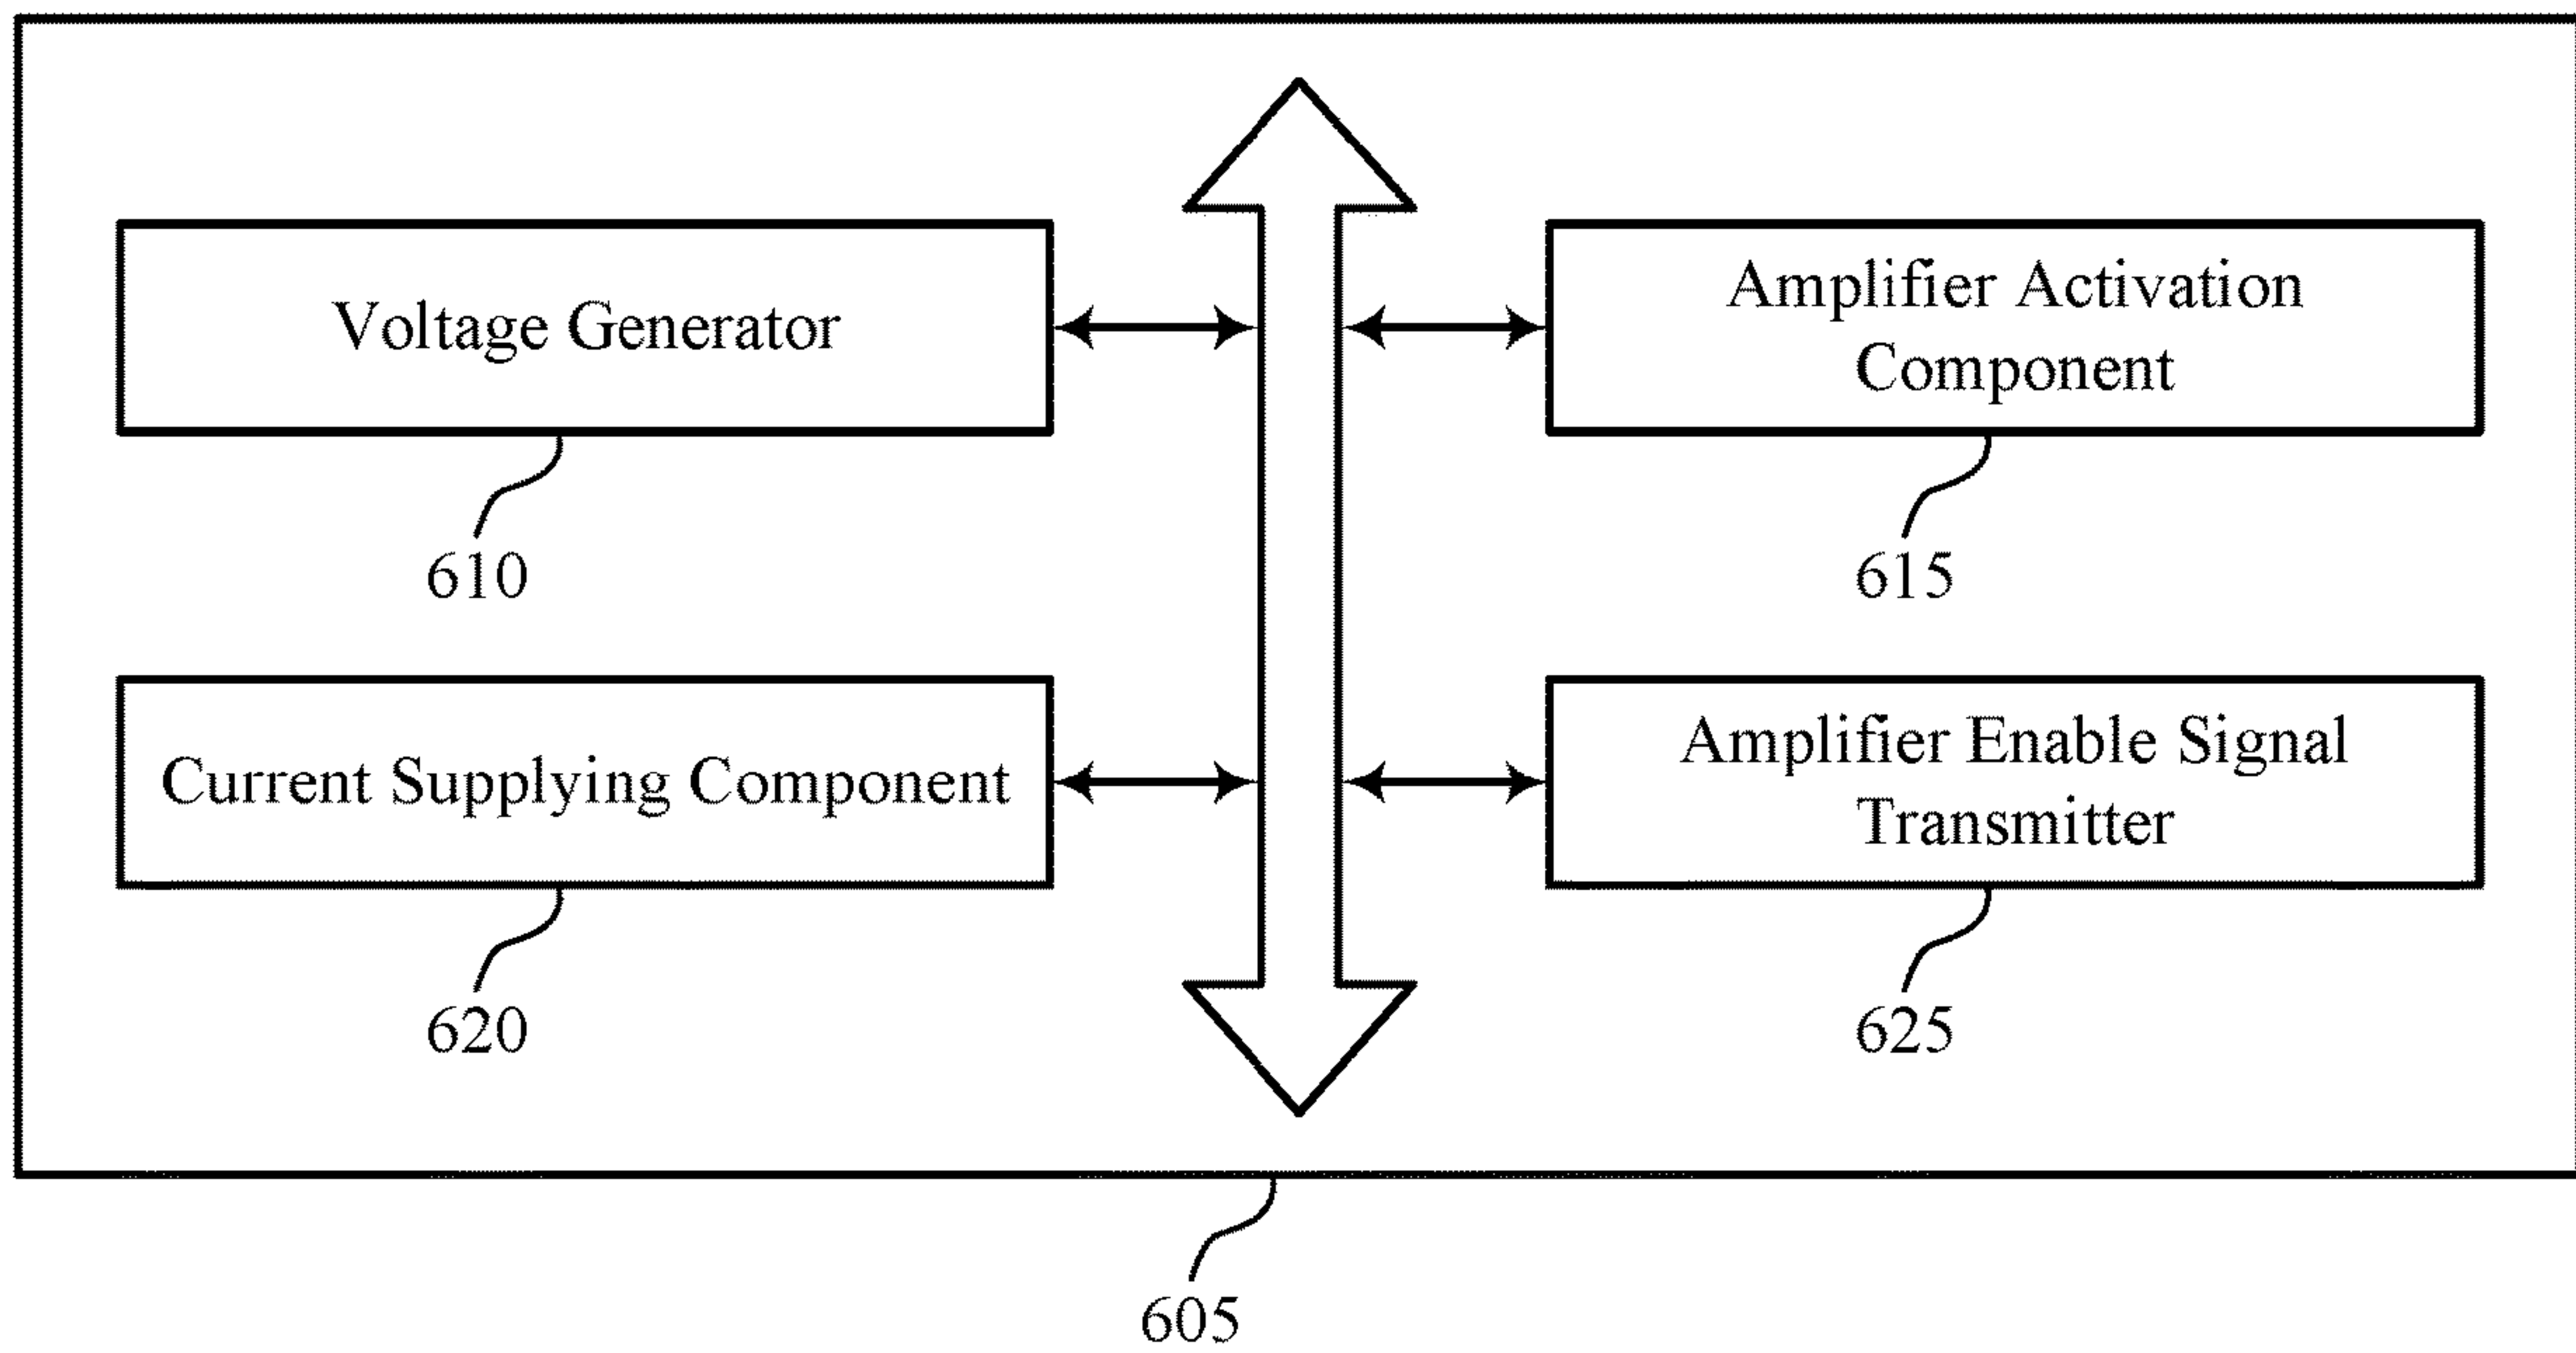 Voltage Generator
610
Amplifier Activation
Component
615
Current Supplying Component
620
Amplifier Enable Signal
Transmitter
625
605